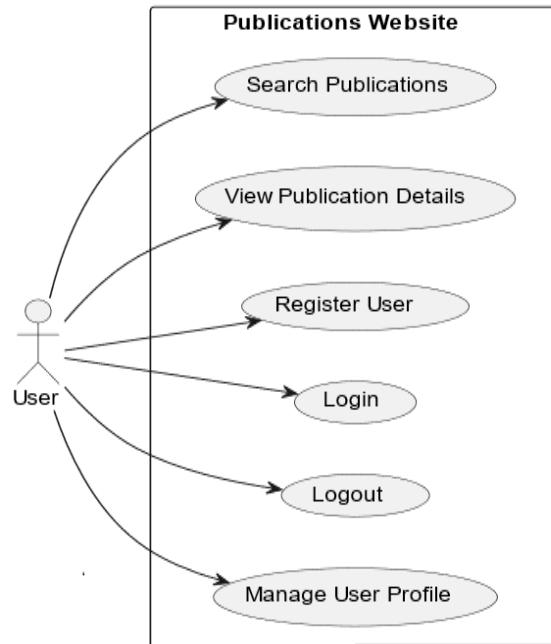 Publications Website
Search Publications
View Publication Details
Register User
Login
User
Logout
Manage User Profile